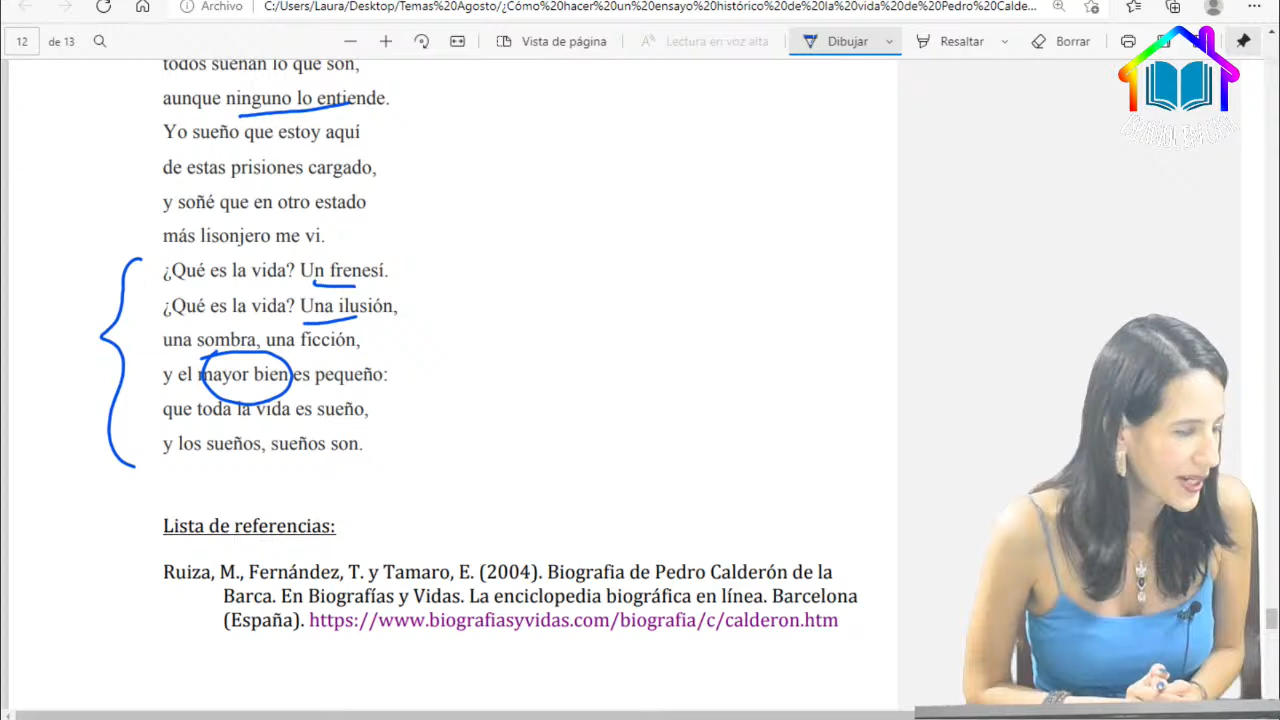 Archivo C:/Users/Laura/Desktop/Temas%20Agosto/¿Cómo%20hacer%20un%20ensayo%20histórico%20de%20la%20vida%20de%20Pedro%20Calde...
12 de 13 Vista de página Lectura en voz alta Dibujar Resaltar Borrar
todos sueñan lo que son,
aunque ninguno lo entiende.
Yo sueño que estoy aquí
de estas prisiones cargado,
y soñé que en otro estado
más lisonjero me vi.
¿Qué es la vida? Un frenesí.
¿Qué es la vida? Una ilusión,
una sombra, una ficción,
y el mayor bien es pequeño:
que toda la vida es sueño,
y los sueños, sueños son.
Lista de referencias:
Ruiza, M., Fernández, T. y Tamaro, E. (2004). Biografia de Pedro Calderón de la
Barca. En Biografías y Vidas. La enciclopedia biográfica en línea. Barcelona
(España). https://www.biografiasyvidas.com/biografia/c/calderon.htm